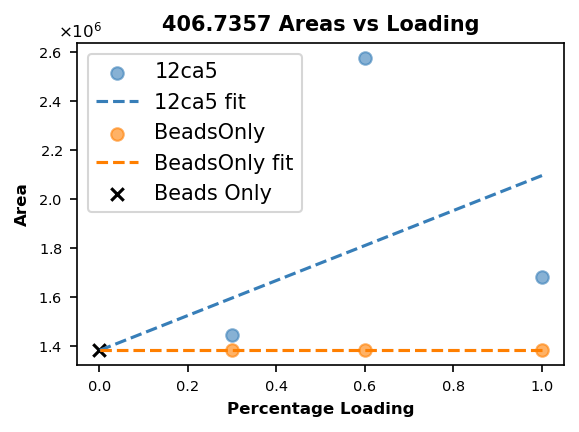 406.7357 Areas vs Loading
×10⁶
12ca5
12ca5 fit
BeadsOnly
BeadsOnly fit
Beads Only
2.6
2.4
2.2
2.0
1.8
1.6
1.4
Area
0.0 0.2 0.4 0.6 0.8 1.0
Percentage Loading